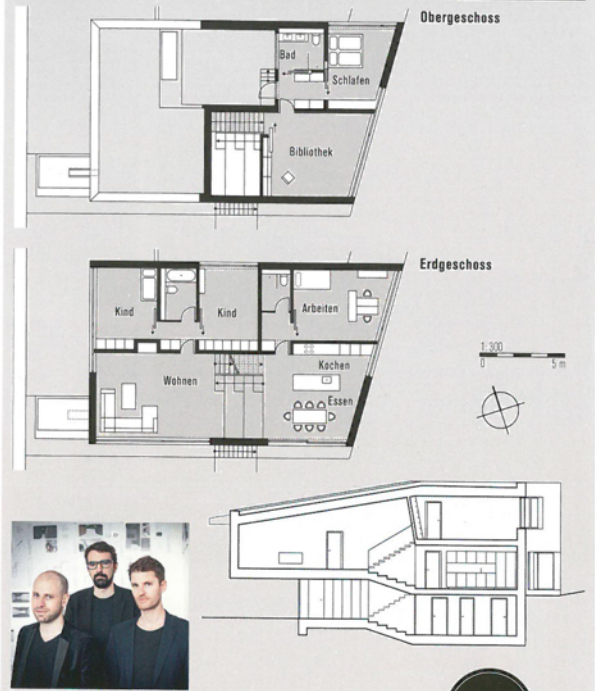 Obergeschoss
Bad
Schlafen
Bibliothek
Erdgeschoss
Kind
Kind
Arbeiten
Wohnen
Kochen
Essen
1:300
0 5 m